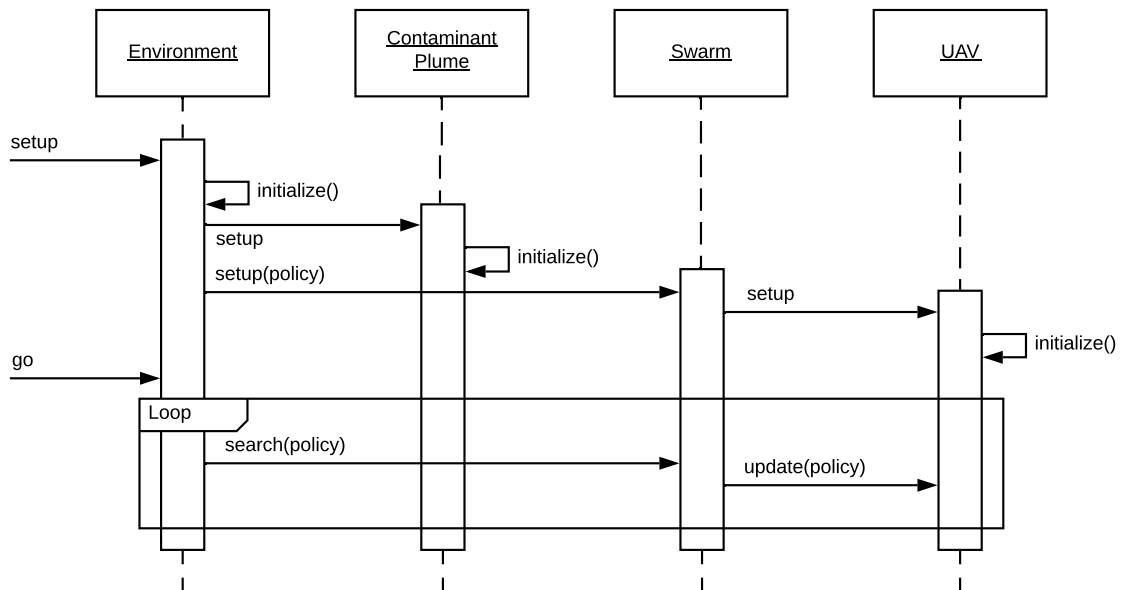 Environment
Contaminant
Plume
Swarm
UAV
setup
initialize()
setup
initialize()
setup(policy)
setup
initialize()
go
Loop
search(policy)
update(policy)